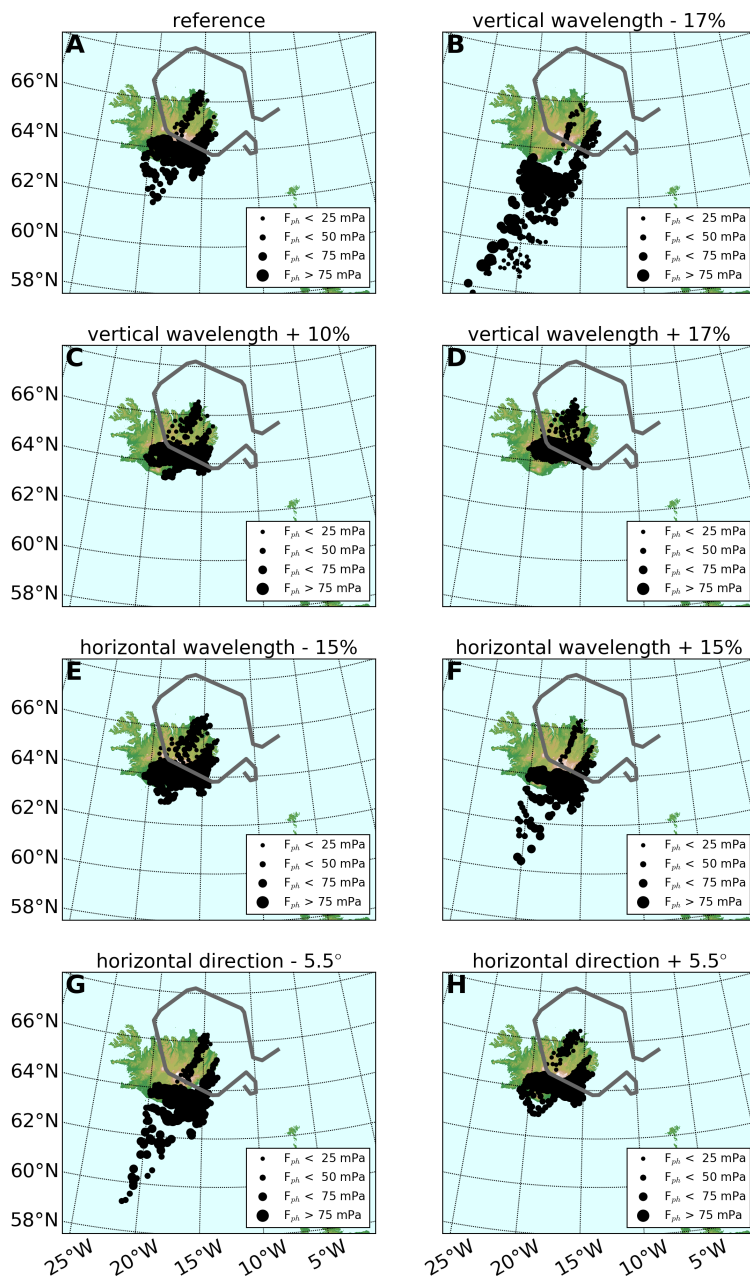 reference
A
66°N
64°N
62°N
60°N
58°N
F_ph < 25 mPa
F_ph < 50 mPa
F_ph < 75 mPa
F_ph > 75 mPa
vertical wavelength - 17%
B
F_ph < 25 mPa
F_ph < 50 mPa
F_ph < 75 mPa
F_ph > 75 mPa
vertical wavelength + 10%
C
66°N
64°N
62°N
60°N
58°N
F_ph < 25 mPa
F_ph < 50 mPa
F_ph < 75 mPa
F_ph > 75 mPa
vertical wavelength + 17%
D
F_ph < 25 mPa
F_ph < 50 mPa
F_ph < 75 mPa
F_ph > 75 mPa
horizontal wavelength - 15%
E
66°N
64°N
62°N
60°N
58°N
F_ph < 25 mPa
F_ph < 50 mPa
F_ph < 75 mPa
F_ph > 75 mPa
horizontal wavelength + 15%
F
F_ph < 25 mPa
F_ph < 50 mPa
F_ph < 75 mPa
F_ph > 75 mPa
horizontal direction - 5.5°
G
66°N
64°N
62°N
60°N
58°N
F_ph < 25 mPa
F_ph < 50 mPa
F_ph < 75 mPa
F_ph > 75 mPa
25°W 20°W 15°W 10°W 5°W
horizontal direction + 5.5°
H
F_ph < 25 mPa
F_ph < 50 mPa
F_ph < 75 mPa
F_ph > 75 mPa
25°W 20°W 15°W 10°W 5°W